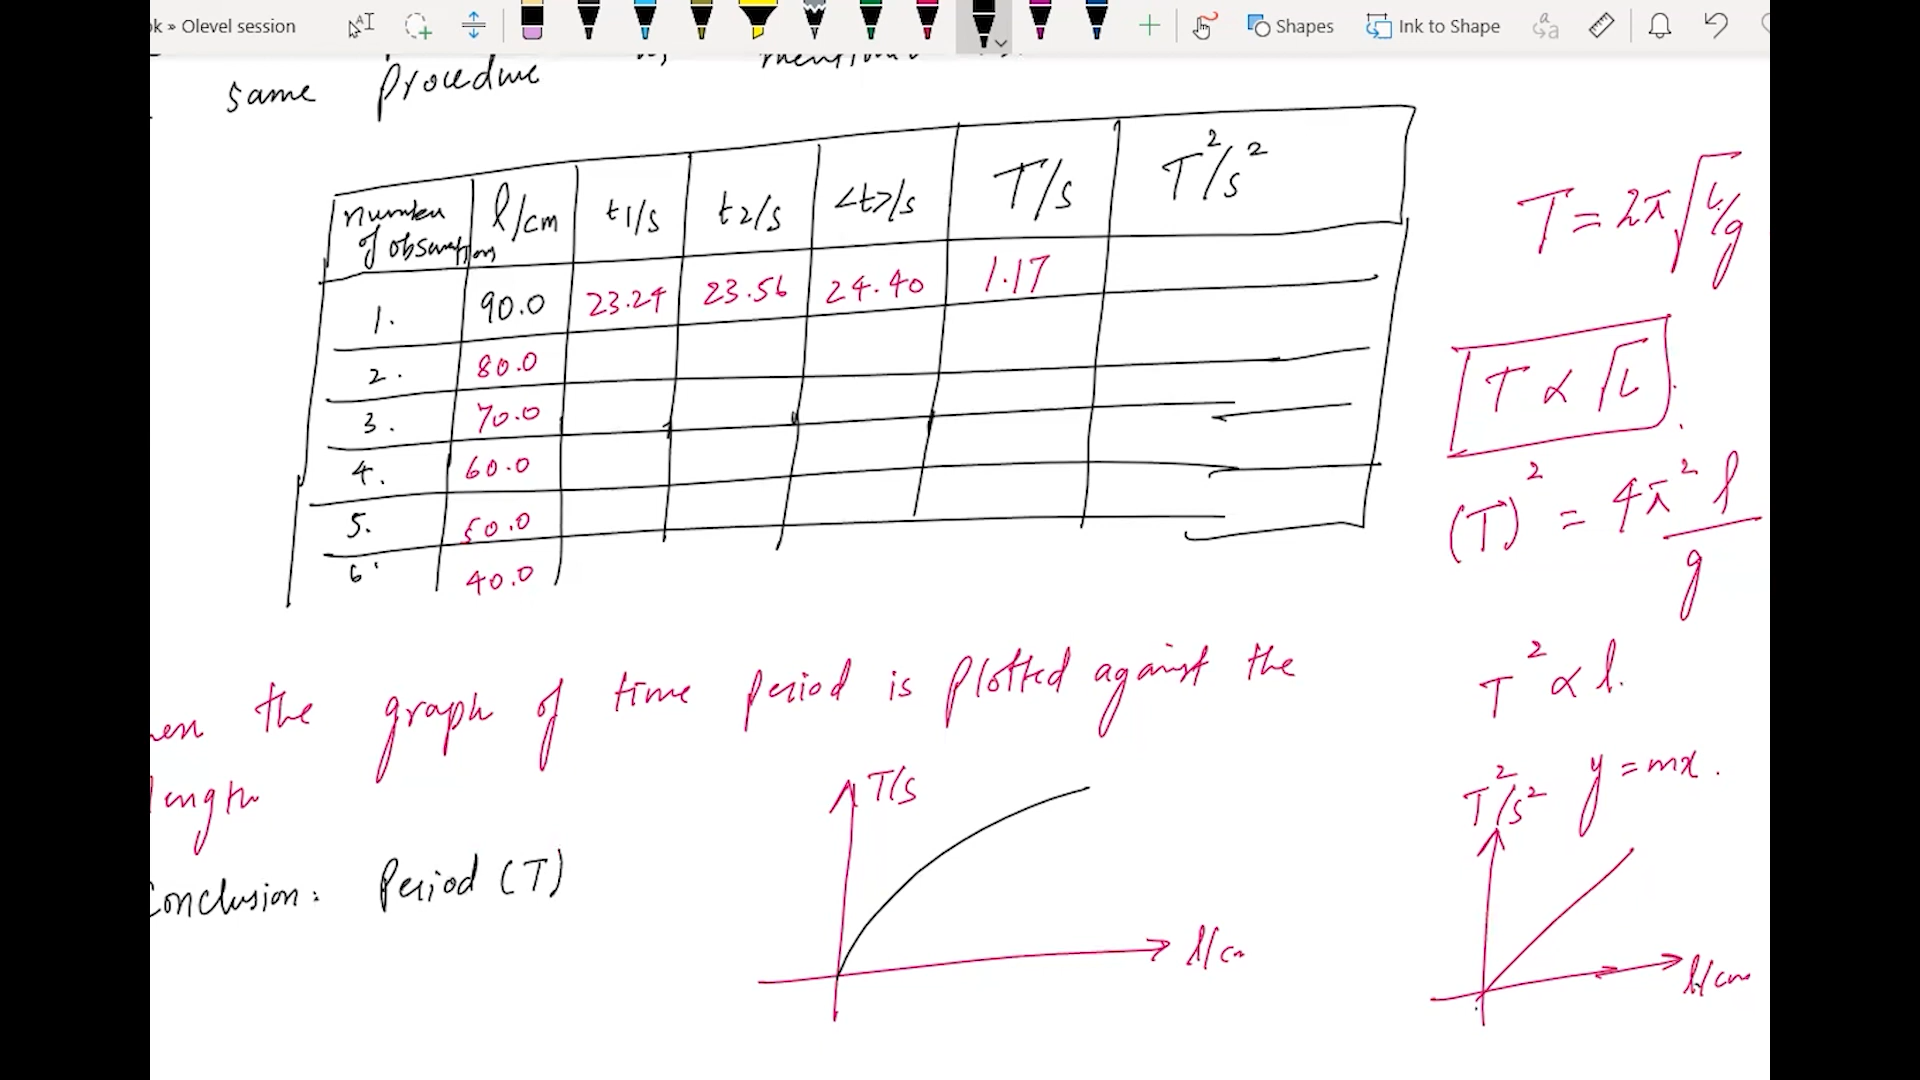 ok » Olevel session
Shapes
Ink to Shape
same procedure
number of observations
l/cm
t1/s
t2/s
<t>/s
T/s
T²/s²
1. 90.0 23.24 23.56 24.40 1.17
2. 80.0
3. 70.0
4. 60.0
5. 50.0
6. 40.0
T = 2π√L/g
T ∝ √L
(T)² = 4π² l/g
T² ∝ l.
y = mx.
the graph of time period is plotted against the
length
Conclusion: Period (T)
T/s
l/cm
T²/s²
l/cm